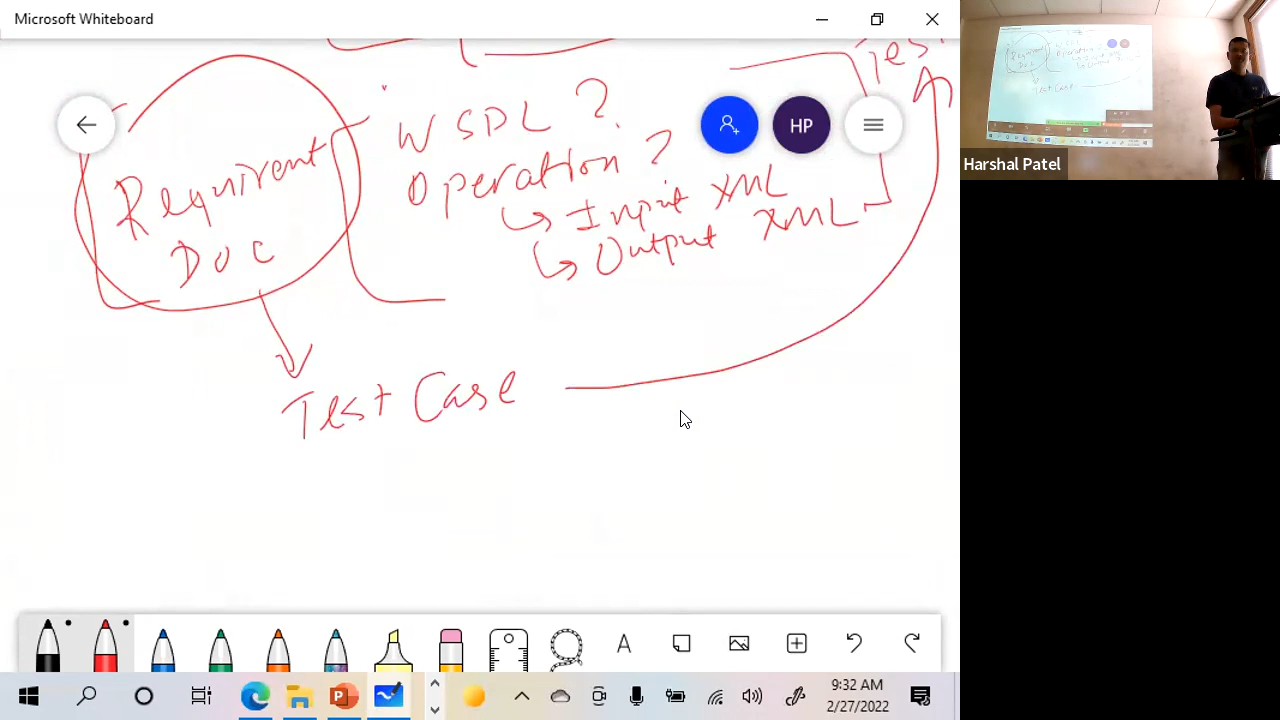 Microsoft Whiteboard
Tes
WSDL ?
Operation ?
Input XML
Output XML
Requirent
Doc
Test Case
HP
Harshal Patel
A
9:32 AM
2/27/2022